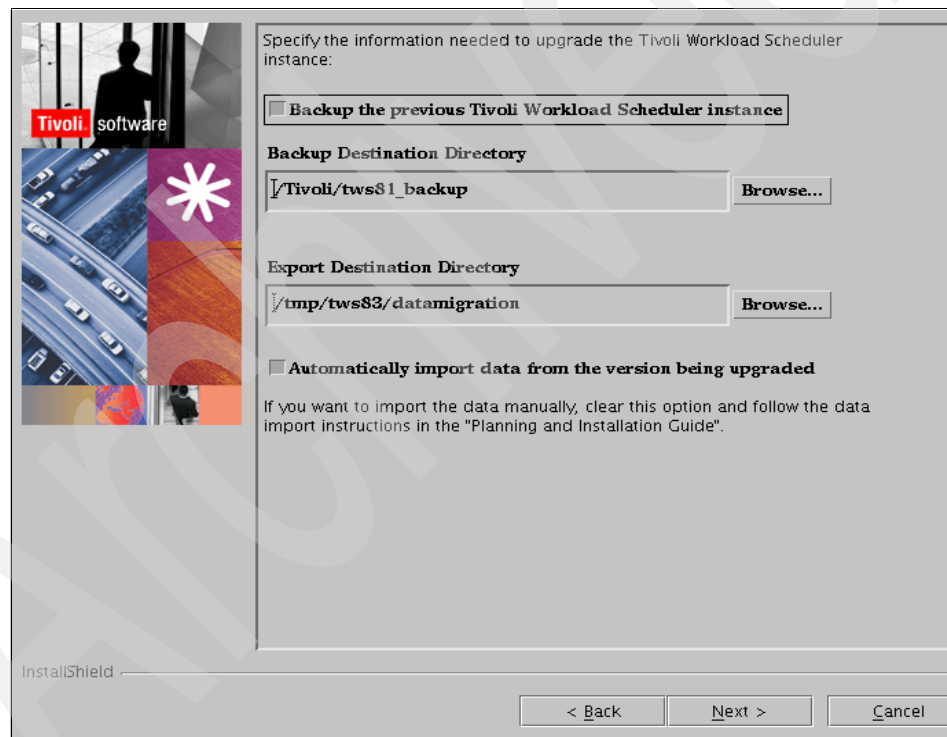 Tivoli. software
Specify the information needed to upgrade the Tivoli Workload Scheduler
instance:
Backup the previous Tivoli Workload Scheduler instance
Backup Destination Directory
/Tivoli/tws81_backup
Browse...
Export Destination Directory
/tmp/tws83/datamigration
Browse...
Automatically import data from the version being upgraded
If you want to import the data manually, clear this option and follow the data
import instructions in the "Planning and Installation Guide".
InstallShield
< Back
Next >
Cancel